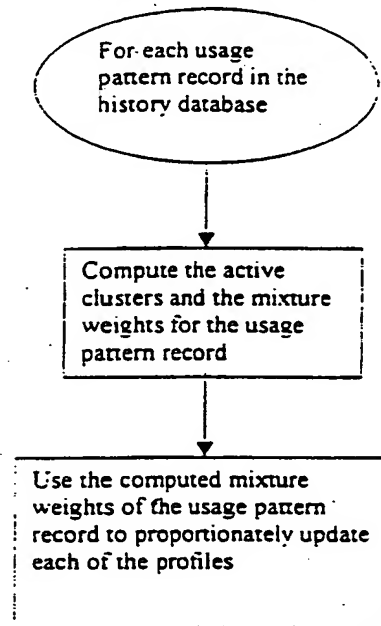 For each usage
pattern record in the
history database
Compute the active
clusters and the mixture
weights for the usage
pattern record
Use the computed mixture
weights of the usage pattern
record to proportionately update
each of the profiles